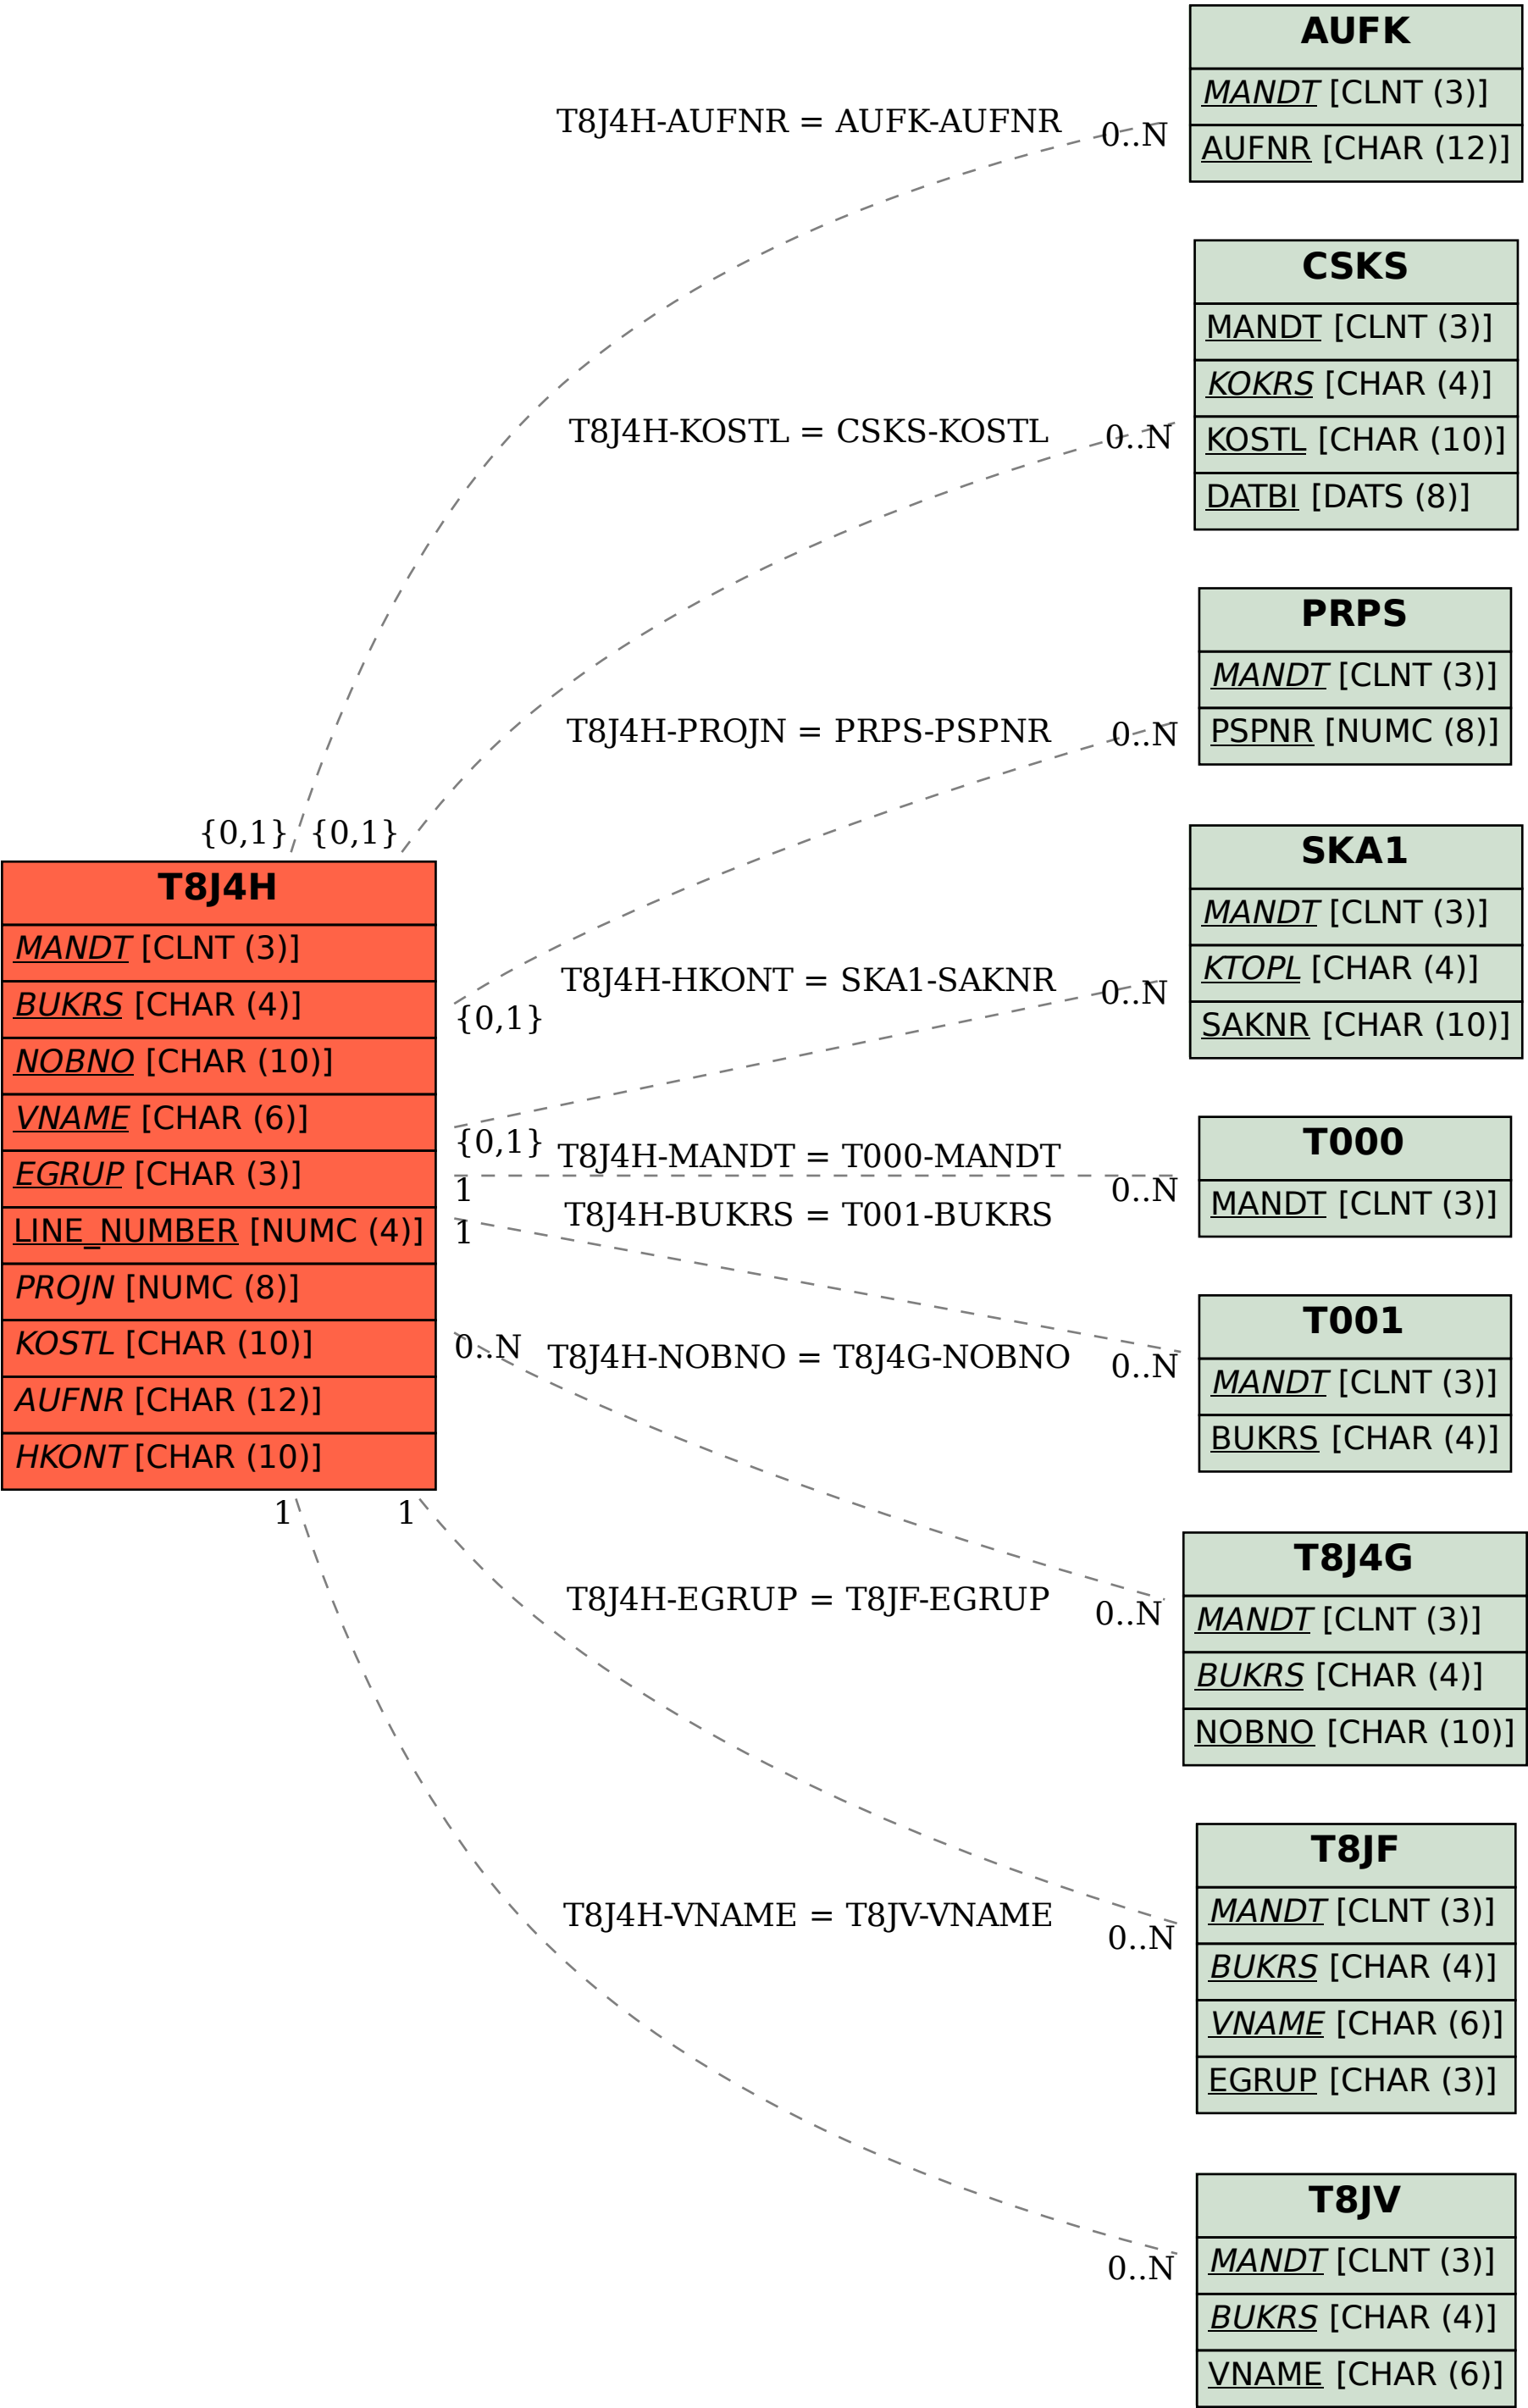 AUFK
MANDT [CLNT (3)]
AUFNR [CHAR (12)]
T8J4H-AUFNR = AUFK-AUFNR
0..N
CSKS
MANDT [CLNT (3)]
KOKRS [CHAR (4)]
KOSTL [CHAR (10)]
DATBI [DATS (8)]
T8J4H-KOSTL = CSKS-KOSTL
0..N
PRPS
MANDT [CLNT (3)]
PSPNR [NUMC (8)]
T8J4H-PROJN = PRPS-PSPNR
0..N
{0,1}
{0,1}
T8J4H
MANDT [CLNT (3)]
BUKRS [CHAR (4)]
NOBNO [CHAR (10)]
VNAME [CHAR (6)]
EGRUP [CHAR (3)]
LINE_NUMBER [NUMC (4)]
PROJN [NUMC (8)]
KOSTL [CHAR (10)]
AUFNR [CHAR (12)]
HKONT [CHAR (10)]
{0,1}
SKA1
MANDT [CLNT (3)]
KTOPL [CHAR (4)]
SAKNR [CHAR (10)]
T8J4H-HKONT = SKA1-SAKNR
0..N
{0,1}
T8J4H-MANDT = T000-MANDT
1
0..N
T000
MANDT [CLNT (3)]
T8J4H-BUKRS = T001-BUKRS
1
0..N
T001
MANDT [CLNT (3)]
BUKRS [CHAR (4)]
0..N
T8J4H-NOBNO = T8J4G-NOBNO
0..N
T8J4G
MANDT [CLNT (3)]
BUKRS [CHAR (4)]
NOBNO [CHAR (10)]
1
1
T8J4H-EGRUP = T8JF-EGRUP
0..N
T8JF
MANDT [CLNT (3)]
BUKRS [CHAR (4)]
VNAME [CHAR (6)]
EGRUP [CHAR (3)]
T8J4H-VNAME = T8JV-VNAME
0..N
T8JV
MANDT [CLNT (3)]
BUKRS [CHAR (4)]
VNAME [CHAR (6)]